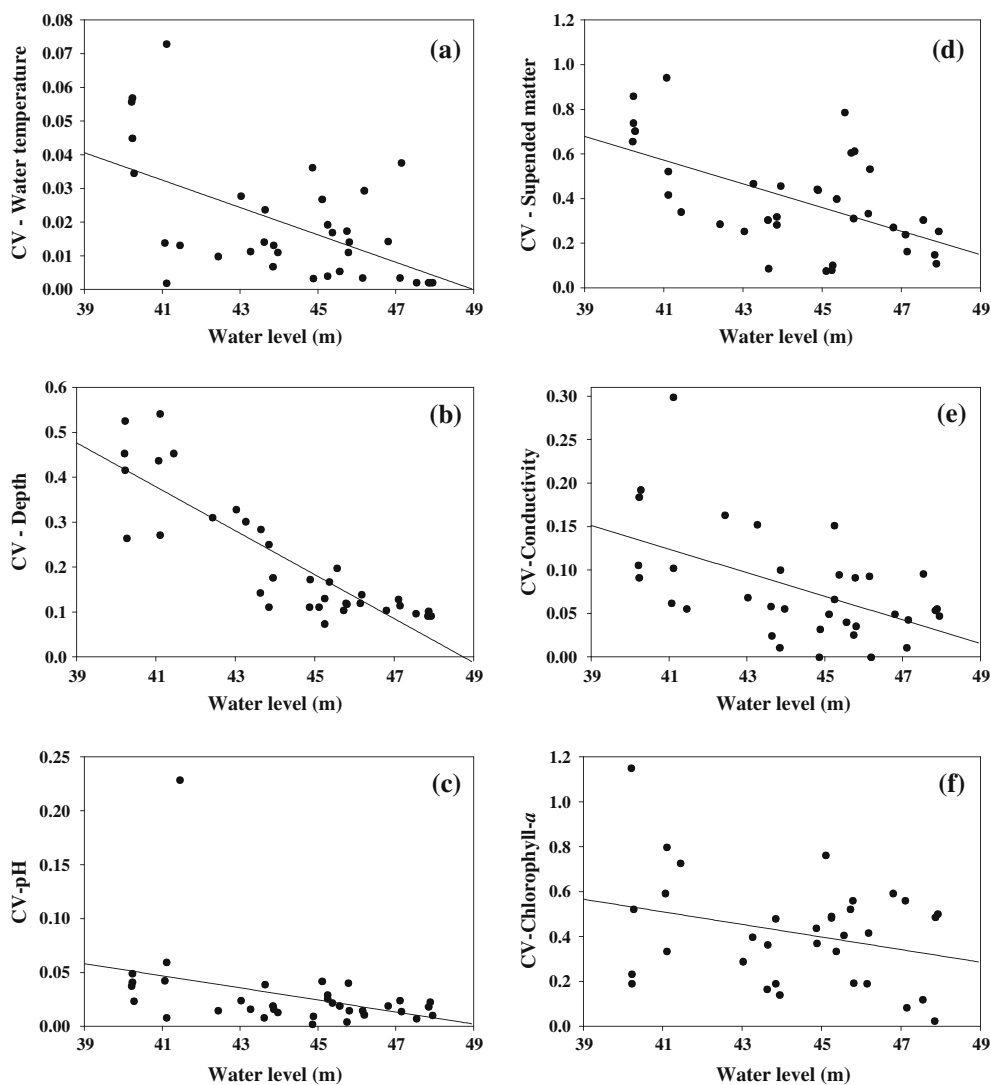 (a)
CV - Water temperature
0.08
0.07
0.06
0.05
0.04
0.03
0.02
0.01
0.00
39 41 43 45 47 49
Water level (m)
(d)
CV - Supended matter
1.2
1.0
0.8
0.6
0.4
0.2
0.0
39 41 43 45 47 49
Water level (m)
(b)
CV - Depth
0.6
0.5
0.4
0.3
0.2
0.1
0.0
39 41 43 45 47 49
Water level (m)
(e)
CV-Conductivity
0.30
0.25
0.20
0.15
0.10
0.05
0.00
39 41 43 45 47 49
Water level (m)
(c)
CV-pH
0.25
0.20
0.15
0.10
0.05
0.00
39 41 43 45 47 49
Water level (m)
(f)
CV-Chlorophyll-a
1.2
1.0
0.8
0.6
0.4
0.2
0.0
39 41 43 45 47 49
Water level (m)